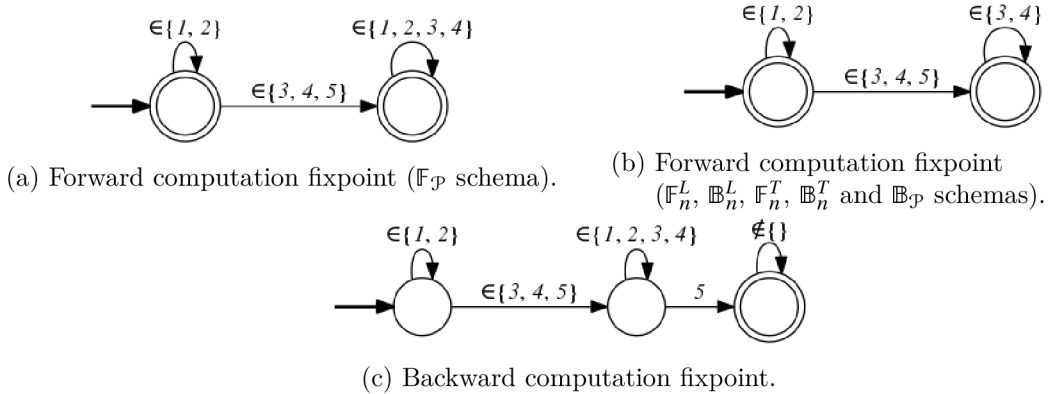 ∈{1, 2}
∈{1, 2, 3, 4}
∈{3, 4, 5}
(a) Forward computation fixpoint (𝔽_𝒫 schema).
∈{1, 2}
∈{3, 4}
∈{3, 4, 5}
(b) Forward computation fixpoint
(𝔽ₙᴸ, 𝔹ₙᴸ, 𝔽ₙᵀ, 𝔹ₙᵀ and 𝔹_𝒫 schemas).
∈{1, 2}
∈{1, 2, 3, 4}
∉{}
∈{3, 4, 5}
5
(c) Backward computation fixpoint.